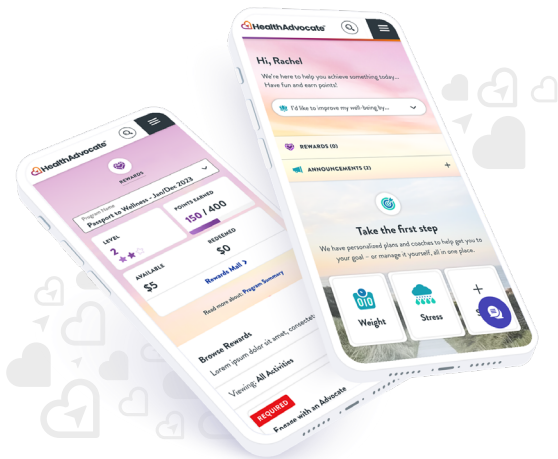 HealthAdvocate
Hi, Rachel
We're here to help you achieve something today...
Have fun and earn points!
I'd like to improve my well-being by...
REWARDS (0)
ANNOUNCEMENTS (2)
Take the first step
We have personalized plans and coaches to help get you to
your goal – or manage it yourself, all in one place.
Weight
Stress
HealthAdvocate
REWARDS
Program Name
Passport to Wellness - Jan/Dec 2023
LEVEL
2
POINTS EARNED
150 / 400
AVAILABLE
$5
REDEEMED
$0
Rewards Mall >
Read more about: Program Summary
Browse Rewards
Lorem ipsum dolor sit amet, consectet
Viewing: All Activities
REQUIRED
Engage with an Advocate